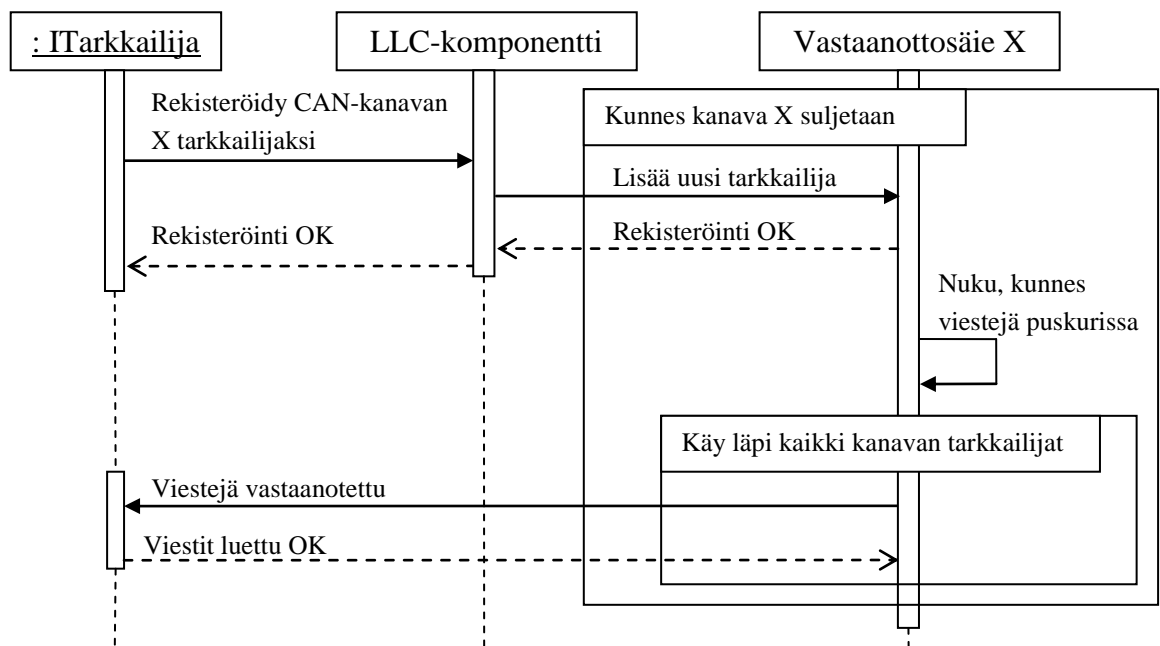 : ITarkkailija
LLC-komponentti
Vastaanottosäie X
Rekisteröidy CAN-kanavan
X tarkkailijaksi
Kunnes kanava X suljetaan
Lisää uusi tarkkailija
Rekisteröinti OK
Rekisteröinti OK
Nuku, kunnes
viestejä puskurissa
Käy läpi kaikki kanavan tarkkailijat
Viestejä vastaanotettu
Viestit luettu OK